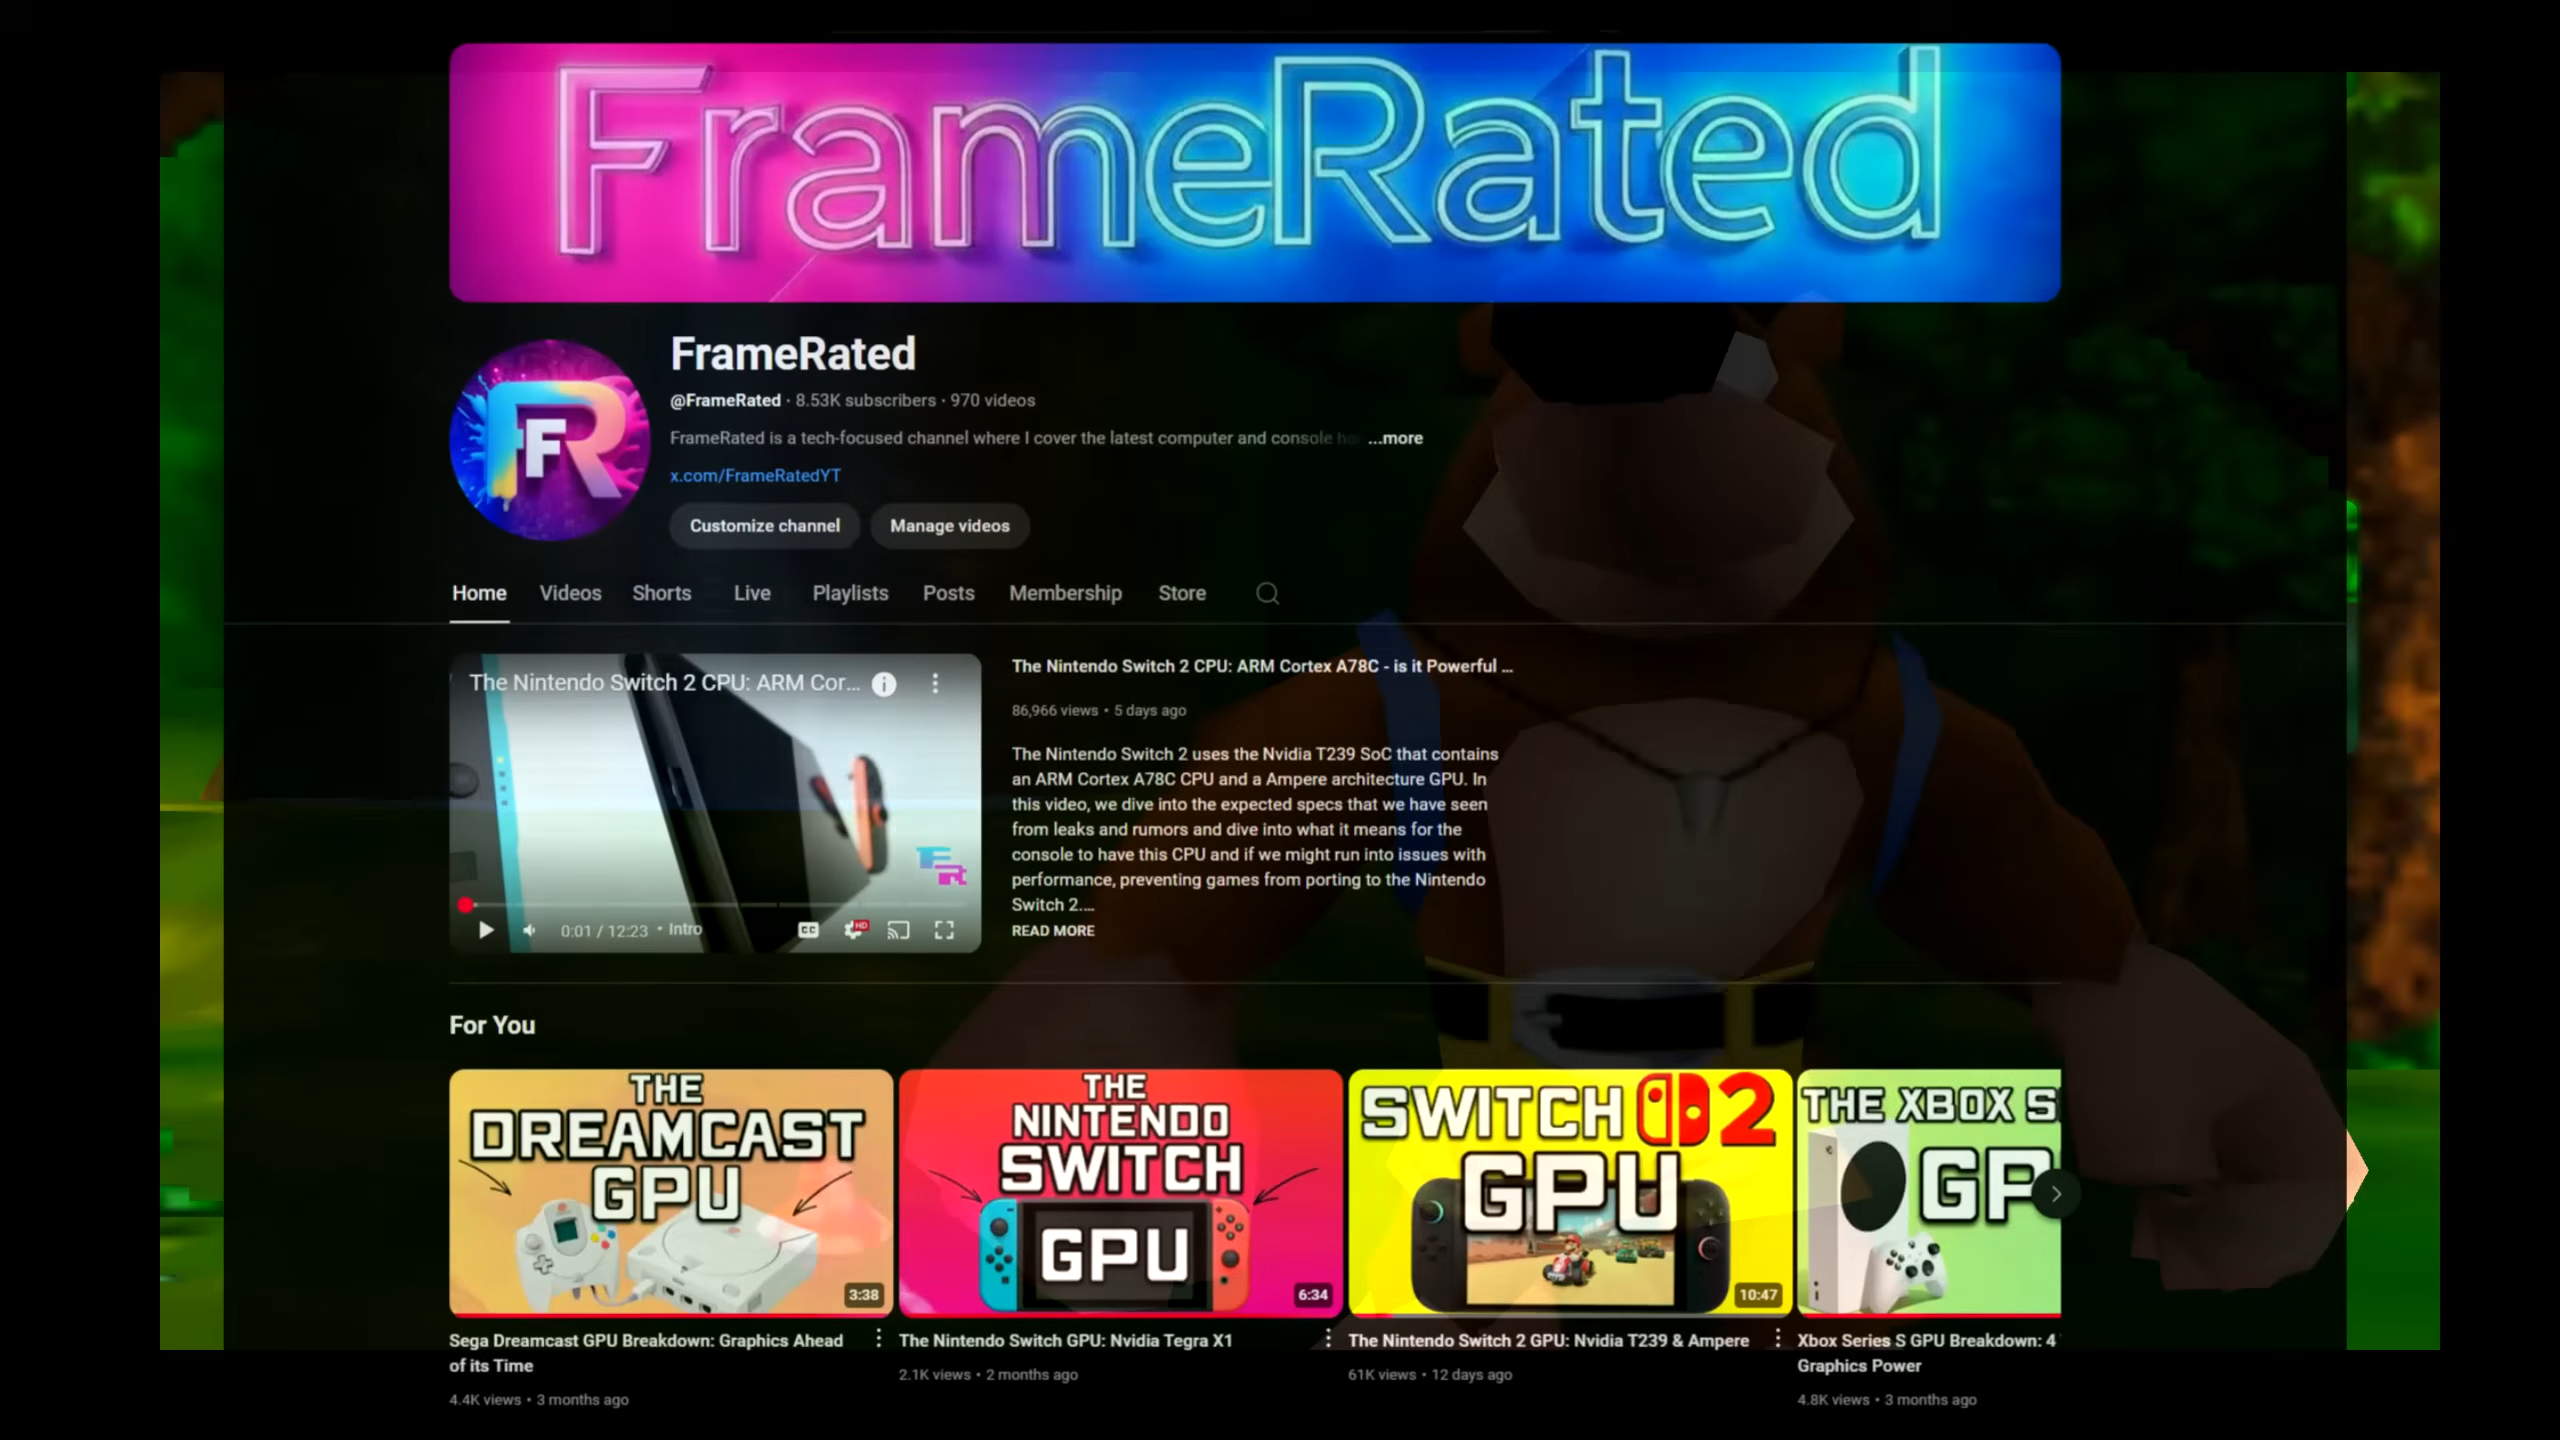 FrameRated
FR
F
FrameRated
@FrameRated · 8.53K subscribers · 970 videos
FrameRated is a tech-focused channel where I cover the latest computer and console ...more
x.com/FrameRatedYT
Customize channel Manage videos
Home Videos Shorts Live Playlists Posts Membership Store
The Nintendo Switch 2 CPU: ARM Cor...
FR
0:01 / 12:23 • Intro
CC HD
The Nintendo Switch 2 CPU: ARM Cortex A78C - is it Powerful ...
86,966 views • 5 days ago
The Nintendo Switch 2 uses the Nvidia T239 SoC that contains
an ARM Cortex A78C CPU and a Ampere architecture GPU. In
this video, we dive into the expected specs that we have seen
from leaks and rumors and dive into what it means for the
console to have this CPU and if we might run into issues with
performance, preventing games from porting to the Nintendo
Switch 2....
READ MORE
For You
THE
DREAMCAST
GPU
3:38
Sega Dreamcast GPU Breakdown: Graphics Ahead
of its Time
4.4K views • 3 months ago
THE
NINTENDO
SWITCH
GPU
6:34
The Nintendo Switch GPU: Nvidia Tegra X1
2.1K views • 2 months ago
SWITCH 2
GPU
10:47
The Nintendo Switch 2 GPU: Nvidia T239 & Ampere
61K views • 12 days ago
THE XBOX S
GP
Xbox Series S GPU Breakdown: 4
Graphics Power
4.8K views • 3 months ago